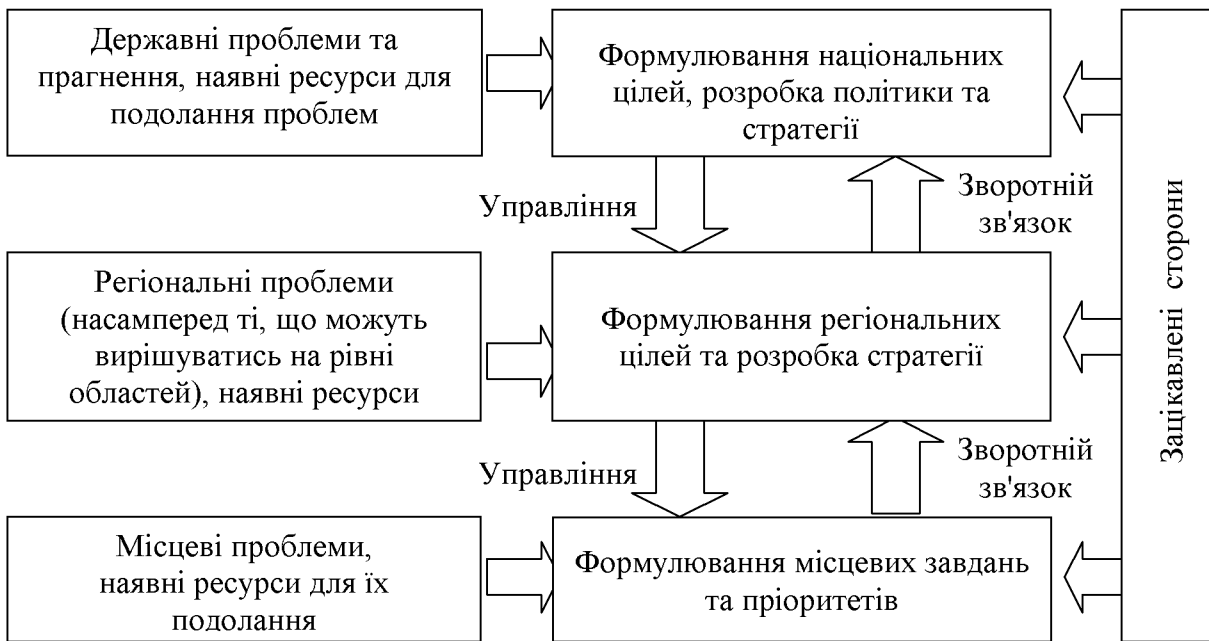 Державні проблеми та
прагнення, наявні ресурси для
подолання проблем
Формулювання національних
цілей, розробка політики та
стратегії
Управління
Зворотній
зв'язок
Регіональні проблеми
(насамперед ті, що можуть
вирішуватись на рівні
областей), наявні ресурси
Формулювання регіональних
цілей та розробка стратегії
Управління
Зворотній
зв'язок
Місцеві проблеми,
наявні ресурси для їх
подолання
Формулювання місцевих завдань
та пріоритетів
Зацікавлені сторони